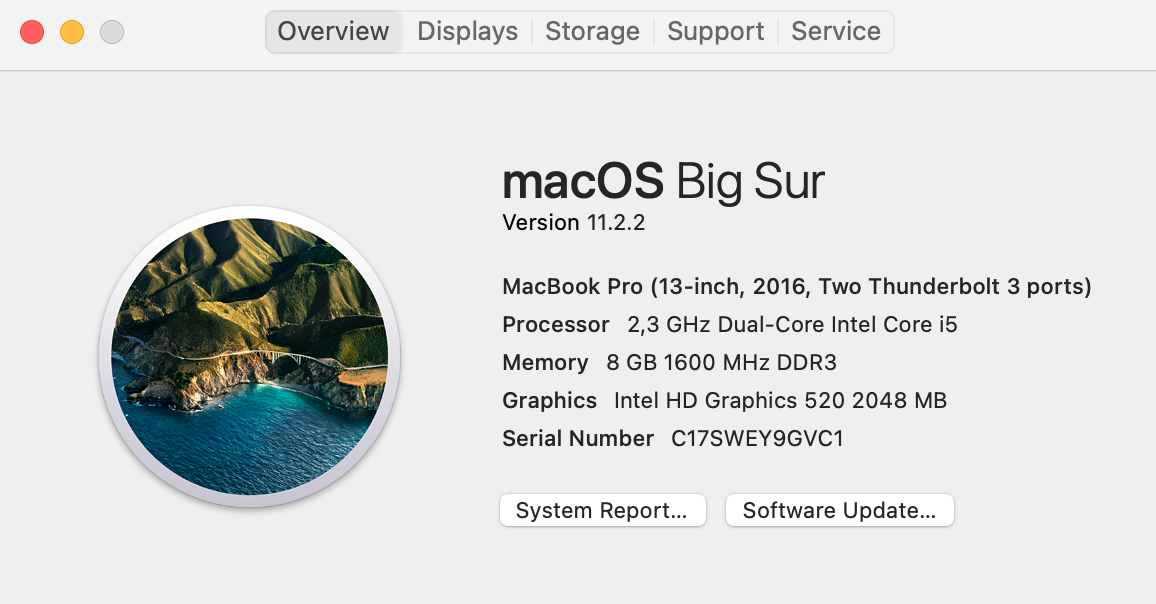 Overview Displays Storage Support Service
macOS Big Sur
Version 11.2.2
MacBook Pro (13-inch, 2016, Two Thunderbolt 3 ports)
Processor 2,3 GHz Dual-Core Intel Core i5
Memory 8 GB 1600 MHz DDR3
Graphics Intel HD Graphics 520 2048 MB
Serial Number C17SWEY9GVC1
System Report... Software Update...